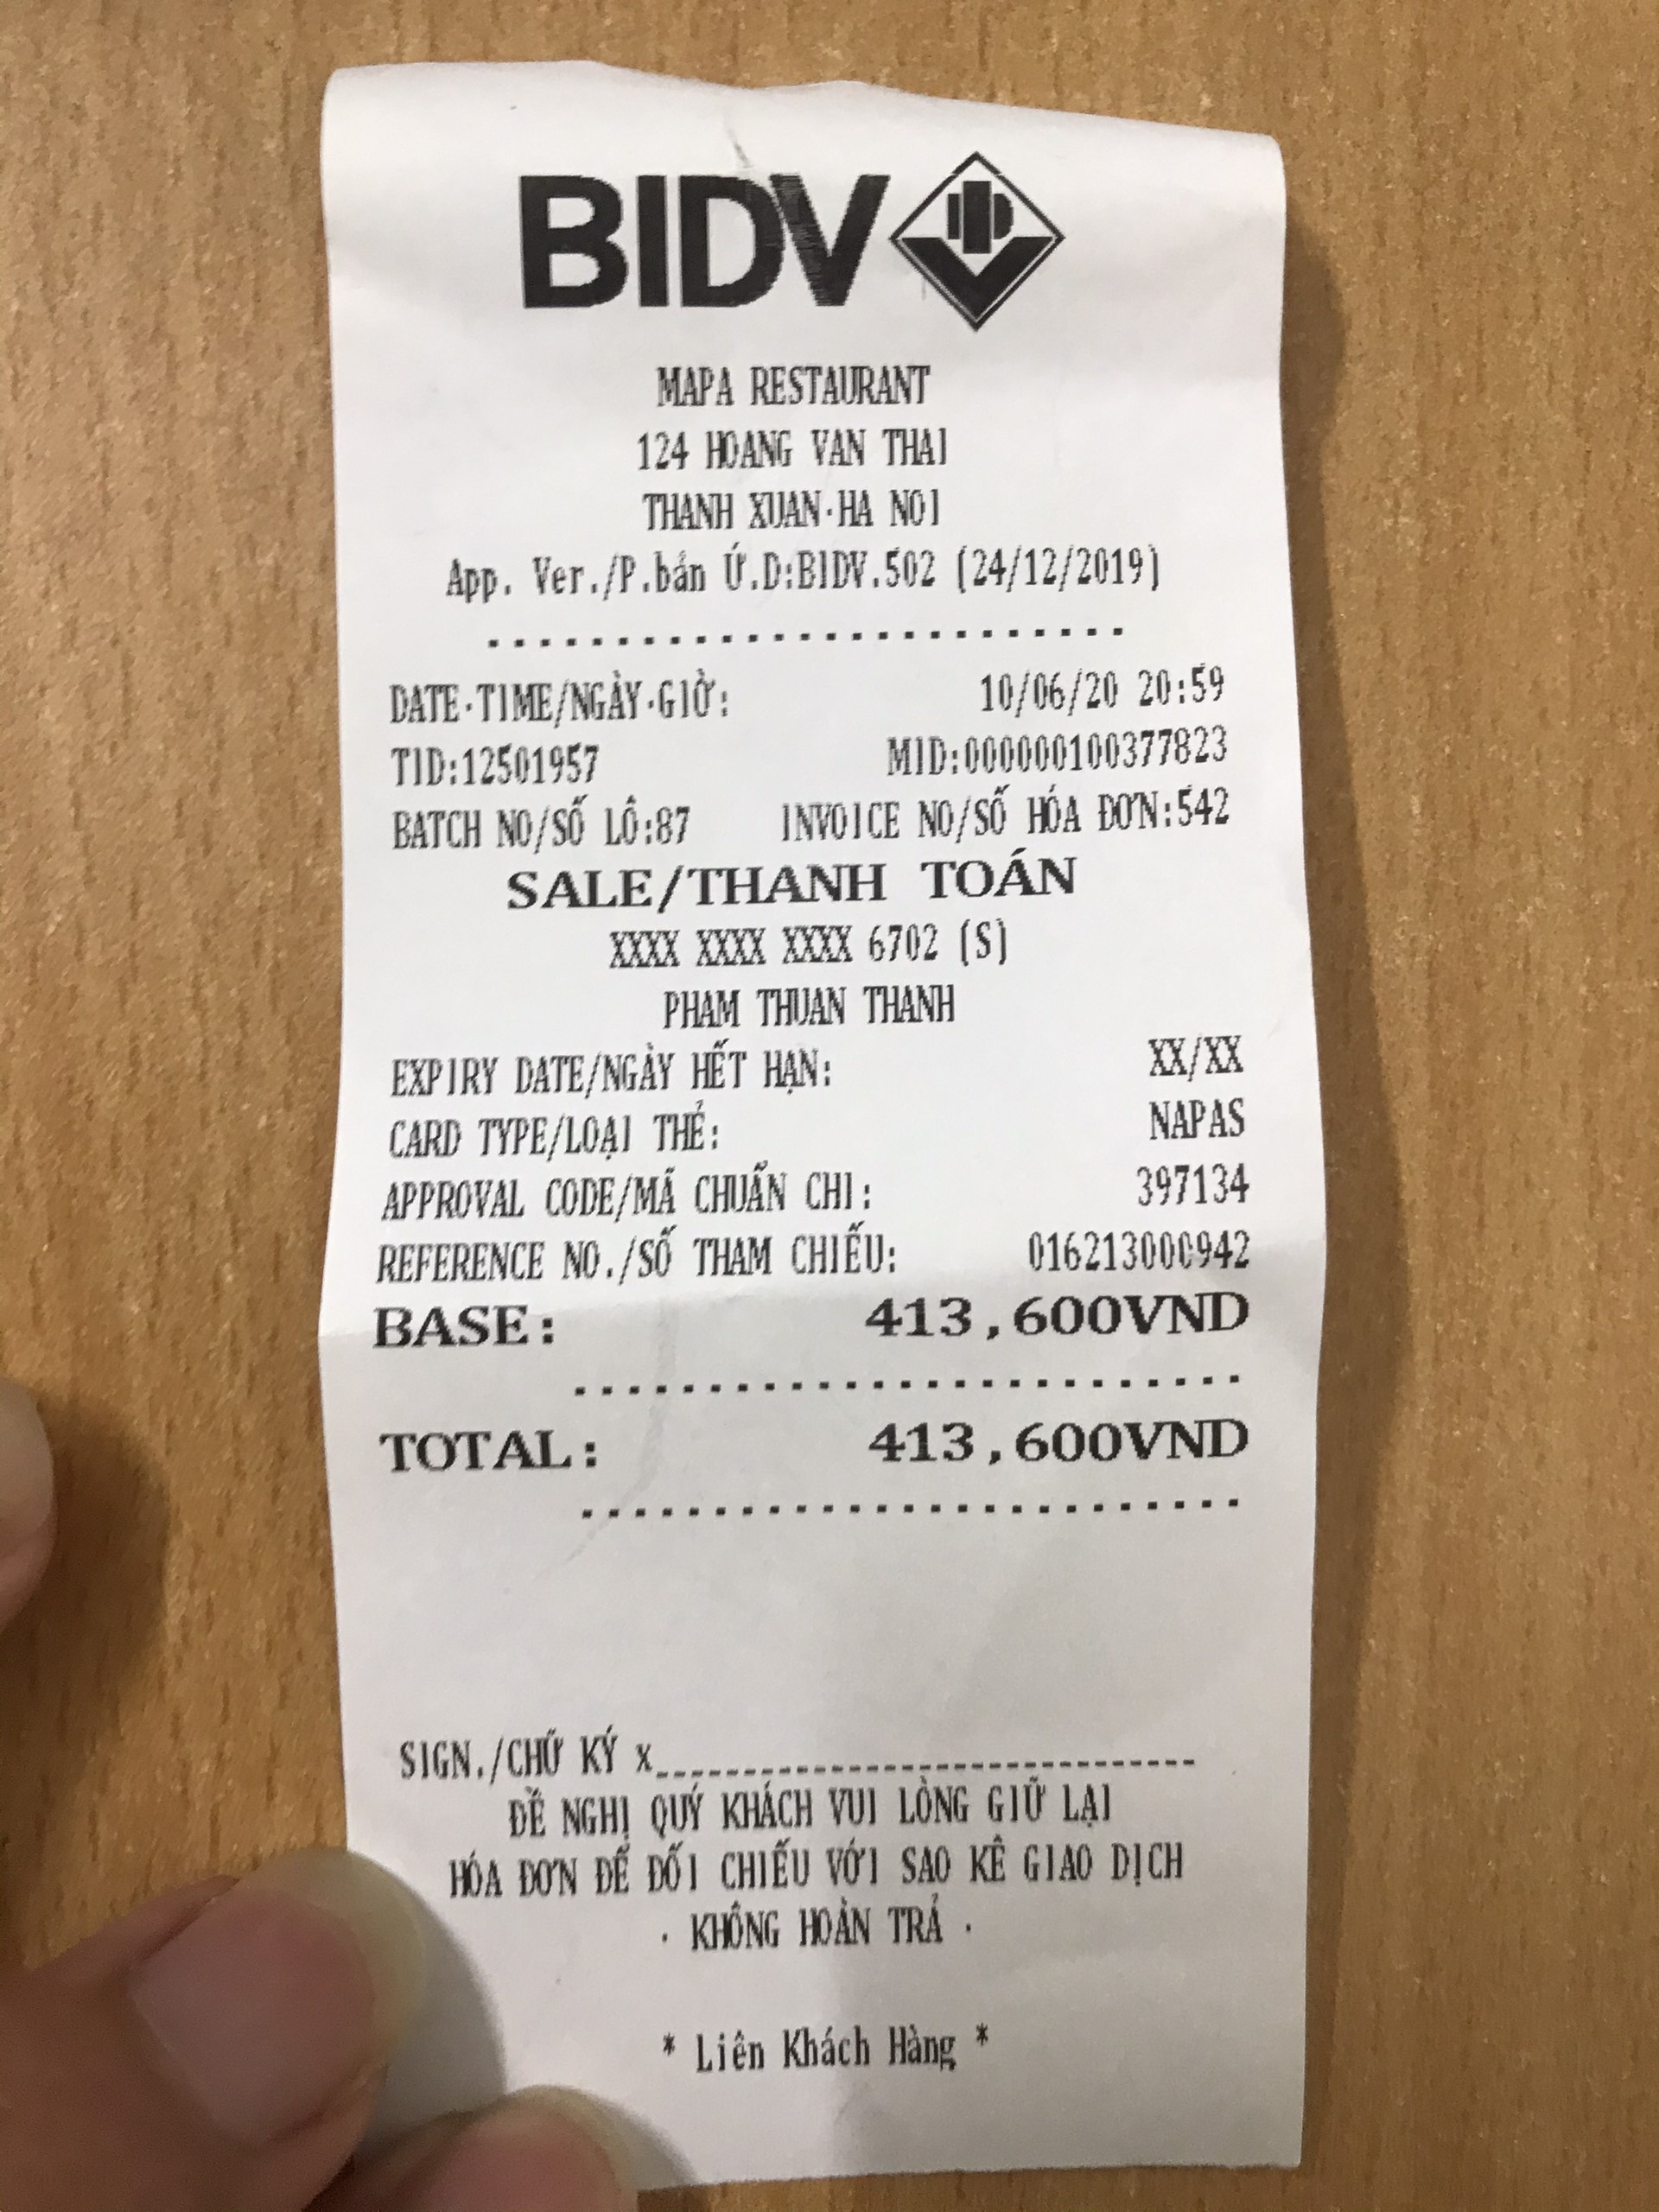 BIDV
MAPA RESTAURANT
124 HOANG VAN THAI
THANH XUAN-HA NOI
App. Ver./P.bản Ứ.D:BIDV.502 (24/12/2019)
DATE-TIME/NGÀY-GIỜ: 10/06/20 20:59
TID:12501957 MID:000000100377823
BATCH NO/SỐ LÔ:87 INVOICE NO/SỐ HÓA ĐƠN:542
SALE/THANH TOÁN
XXXX XXXX XXXX 6702 (S)
PHAM THUAN THANH
EXPIRY DATE/NGÀY HẾT HẠN: XX/XX
CARD TYPE/LOẠI THẺ: NAPAS
APPROVAL CODE/MÃ CHUẨN CHI: 397134
REFERENCE NO./SỐ THAM CHIẾU: 016213000942
BASE: 413,600VND
TOTAL: 413,600VND
SIGN./CHỮ KÝ x
ĐỀ NGHỊ QUÝ KHÁCH VUI LÒNG GIỮ LẠI
HÓA ĐƠN ĐỂ ĐỐI CHIẾU VỚI SAO KÊ GIAO DỊCH
- KHÔNG HOÀN TRẢ -
* Liên Khách Hàng *